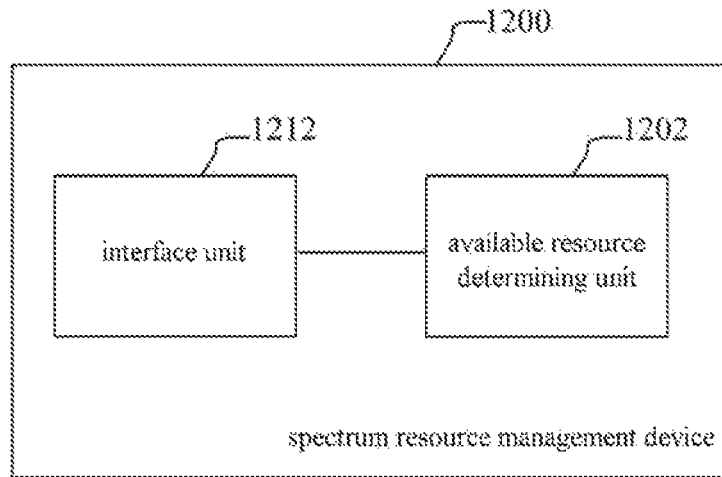 1200
1212
1202
interface unit
available resource
determining unit
spectrum resource management device